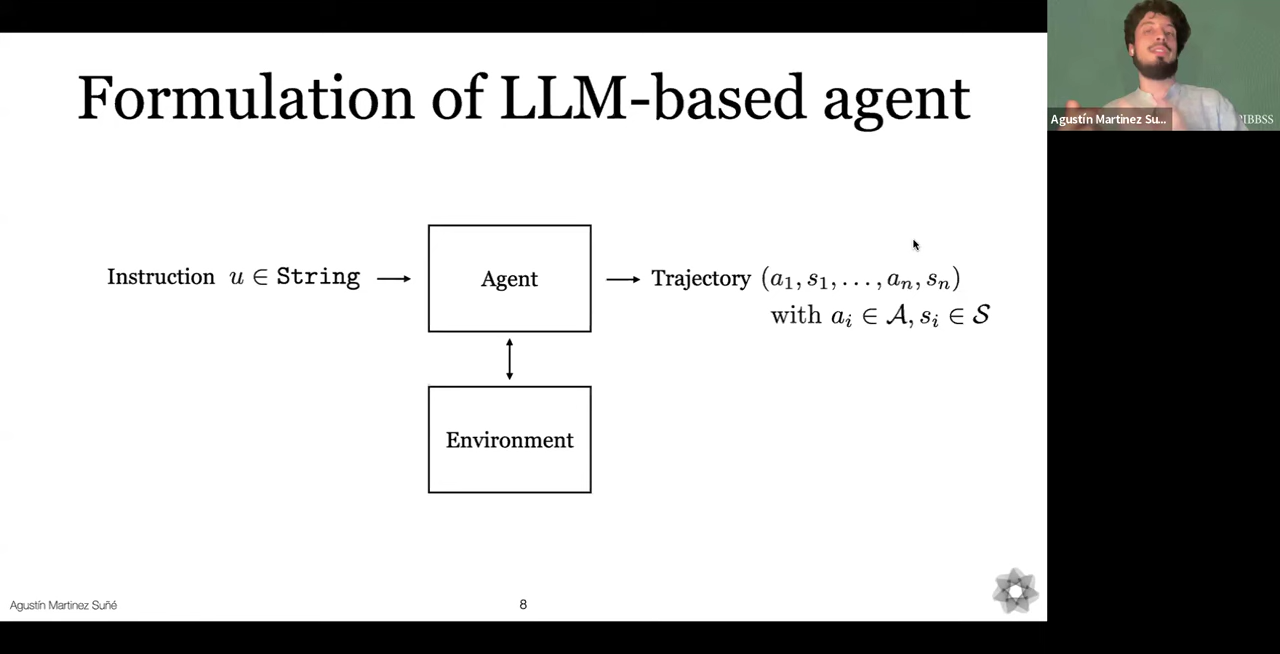 Formulation of LLM-based agent
Instruction u ∈ String
Agent
Trajectory (a₁, s₁, . . . , aₙ, sₙ)
with aᵢ ∈ 𝒜, sᵢ ∈ 𝒮
Environment
Agustín Martinez Suñé
8
Agustín Martinez Su...
IBBSS